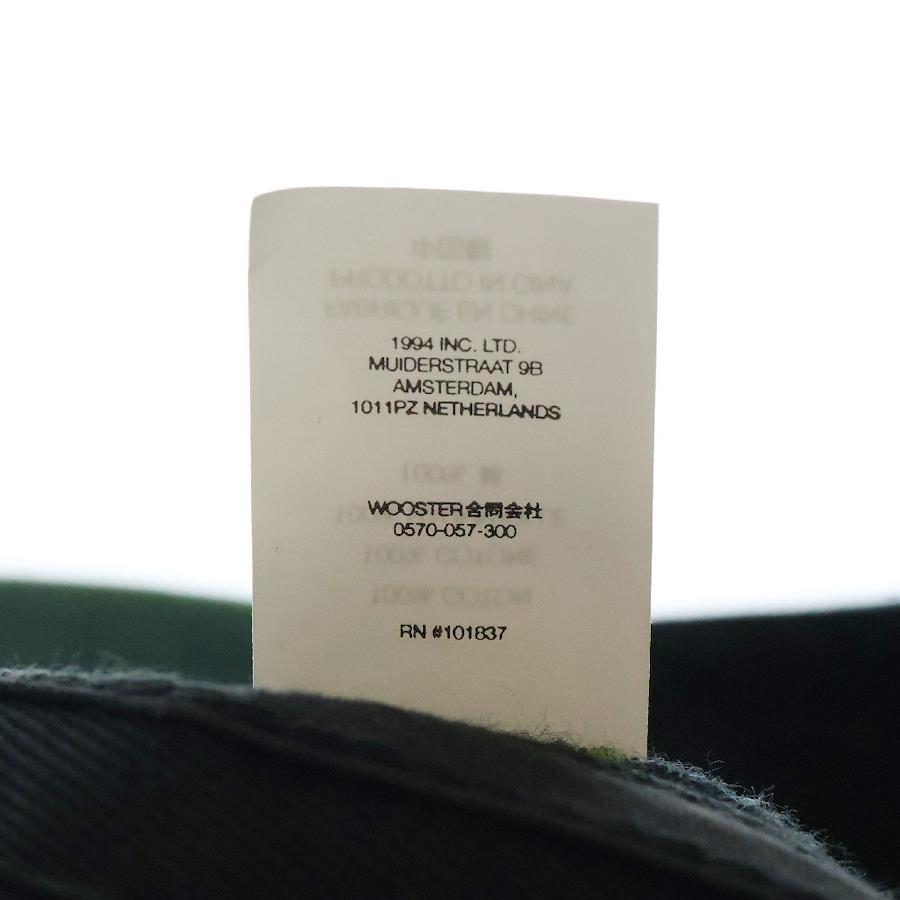 1994 INC. LTD.
MUIDERSTRAAT 9B
AMSTERDAM,
1011PZ NETHERLANDS
WOOSTER合同会社
0570-057-300
RN #101837